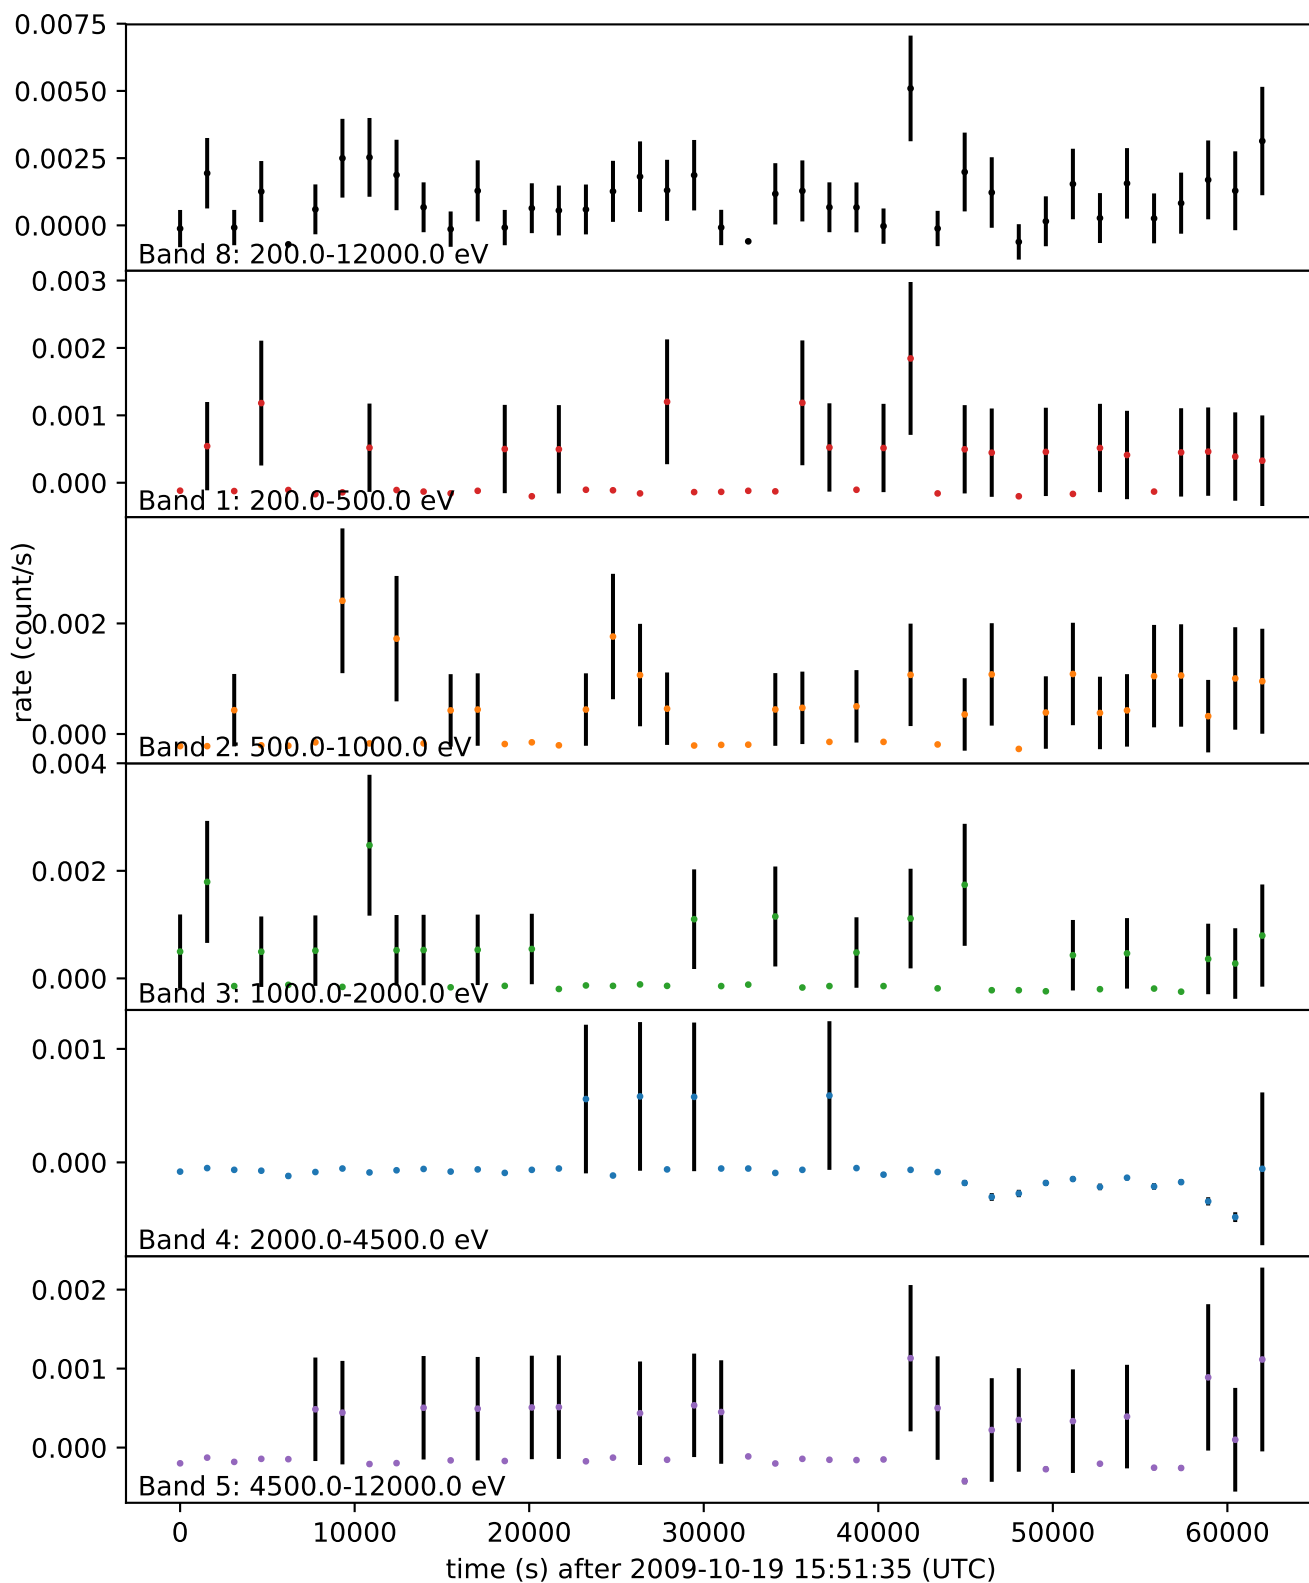 0.0075
0.0050
0.0025
0.0000
Band 8: 200.0-12000.0 eV
0.003
0.002
0.001
0.000
Band 1: 200.0-500.0 eV
rate (count/s)
0.002
0.000
Band 2: 500.0-1000.0 eV
0.004
0.002
0.000
Band 3: 1000.0-2000.0 eV
0.001
0.000
Band 4: 2000.0-4500.0 eV
0.002
0.001
0.000
Band 5: 4500.0-12000.0 eV
0 10000 20000 30000 40000 50000 60000
time (s) after 2009-10-19 15:51:35 (UTC)